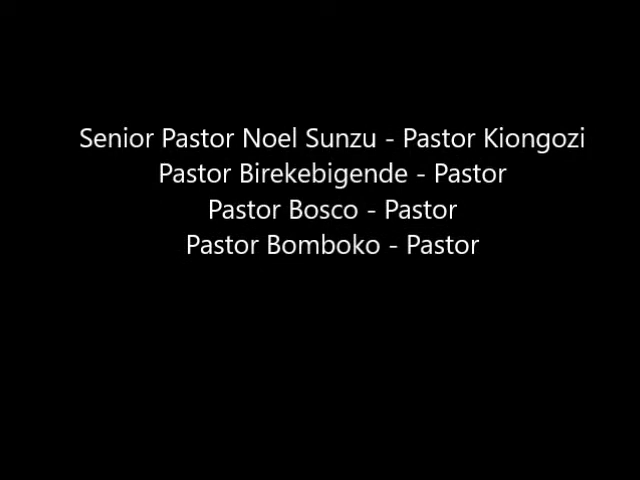 Senior Pastor Noel Sunzu - Pastor Kiongozi
Pastor Birekebigende - Pastor
Pastor Bosco - Pastor
Pastor Bomboko - Pastor